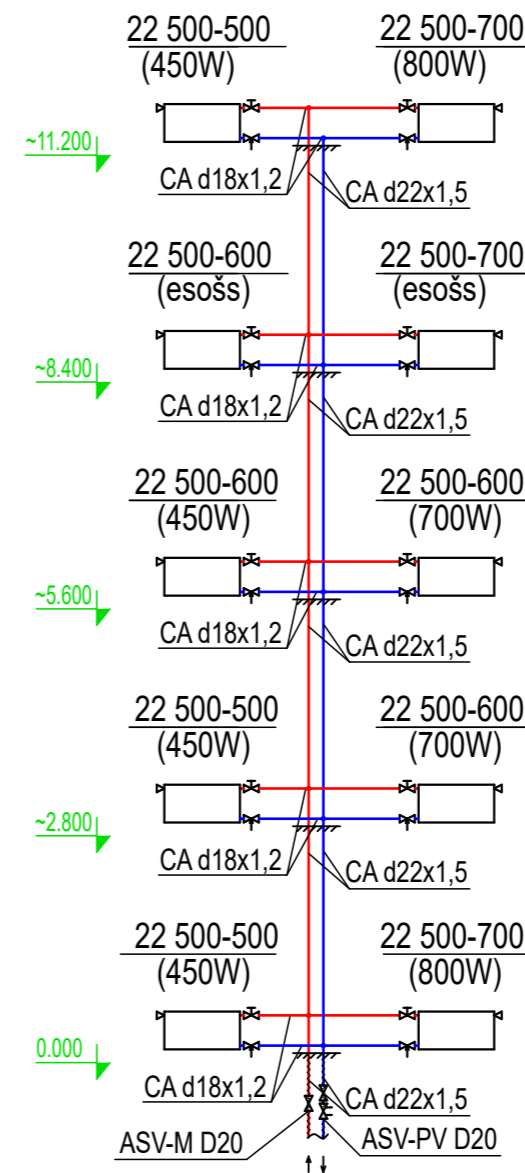 22 500-500 22 500-700
(450W) (800W)
~11.200
CA d18x1,2 CA d22x1,5
22 500-600 22 500-700
(esošs) (esošs)
~8.400
CA d18x1,2 CA d22x1,5
22 500-600 22 500-600
(450W) (700W)
~5.600
CA d18x1,2 CA d22x1,5
22 500-500 22 500-600
(450W) (700W)
~2.800
CA d18x1,2 CA d22x1,5
22 500-500 22 500-700
(450W) (800W)
0.000
CA d18x1,2 CA d22x1,5
ASV-M D20 ASV-PV D20